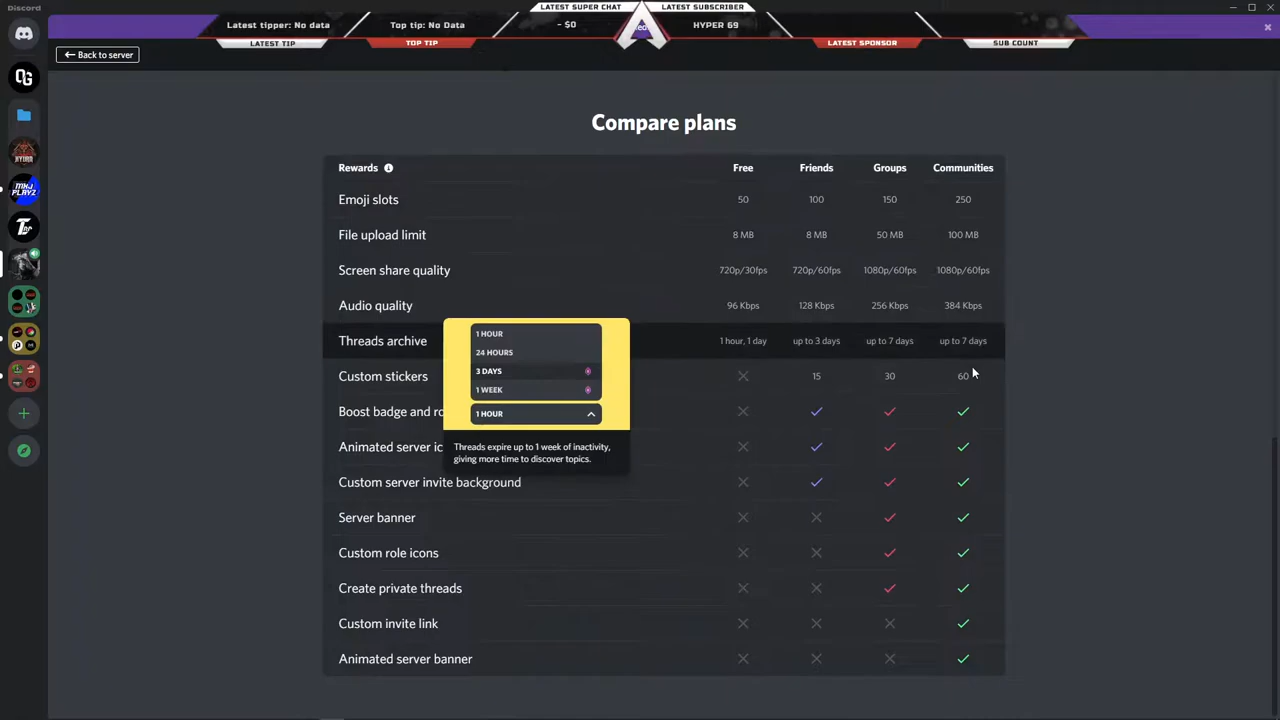 Discord
LATEST SUPER CHAT
LATEST SUBSCRIBER
Latest tipper: No data
Top tip: No Data
- $0
HYPER 69
LATEST TIP
TOP TIP
LATEST SPONSOR
SUB COUNT
← Back to server
Compare plans
Rewards Free Friends Groups Communities
Emoji slots 50 100 150 250
File upload limit 8 MB 8 MB 50 MB 100 MB
Screen share quality 720p/30fps 720p/60fps 1080p/60fps 1080p/60fps
Audio quality 96 Kbps 128 Kbps 256 Kbps 384 Kbps
Threads archive 1 hour, 1 day up to 3 days up to 7 days up to 7 days
1 HOUR
24 HOURS
3 DAYS
1 WEEK
1 HOUR
Threads expire up to 1 week of inactivity,
giving more time to discover topics.
Custom stickers 15 30 60
Boost badge and ro
Animated server ic
Custom server invite background
Server banner
Custom role icons
Create private threads
Custom invite link
Animated server banner